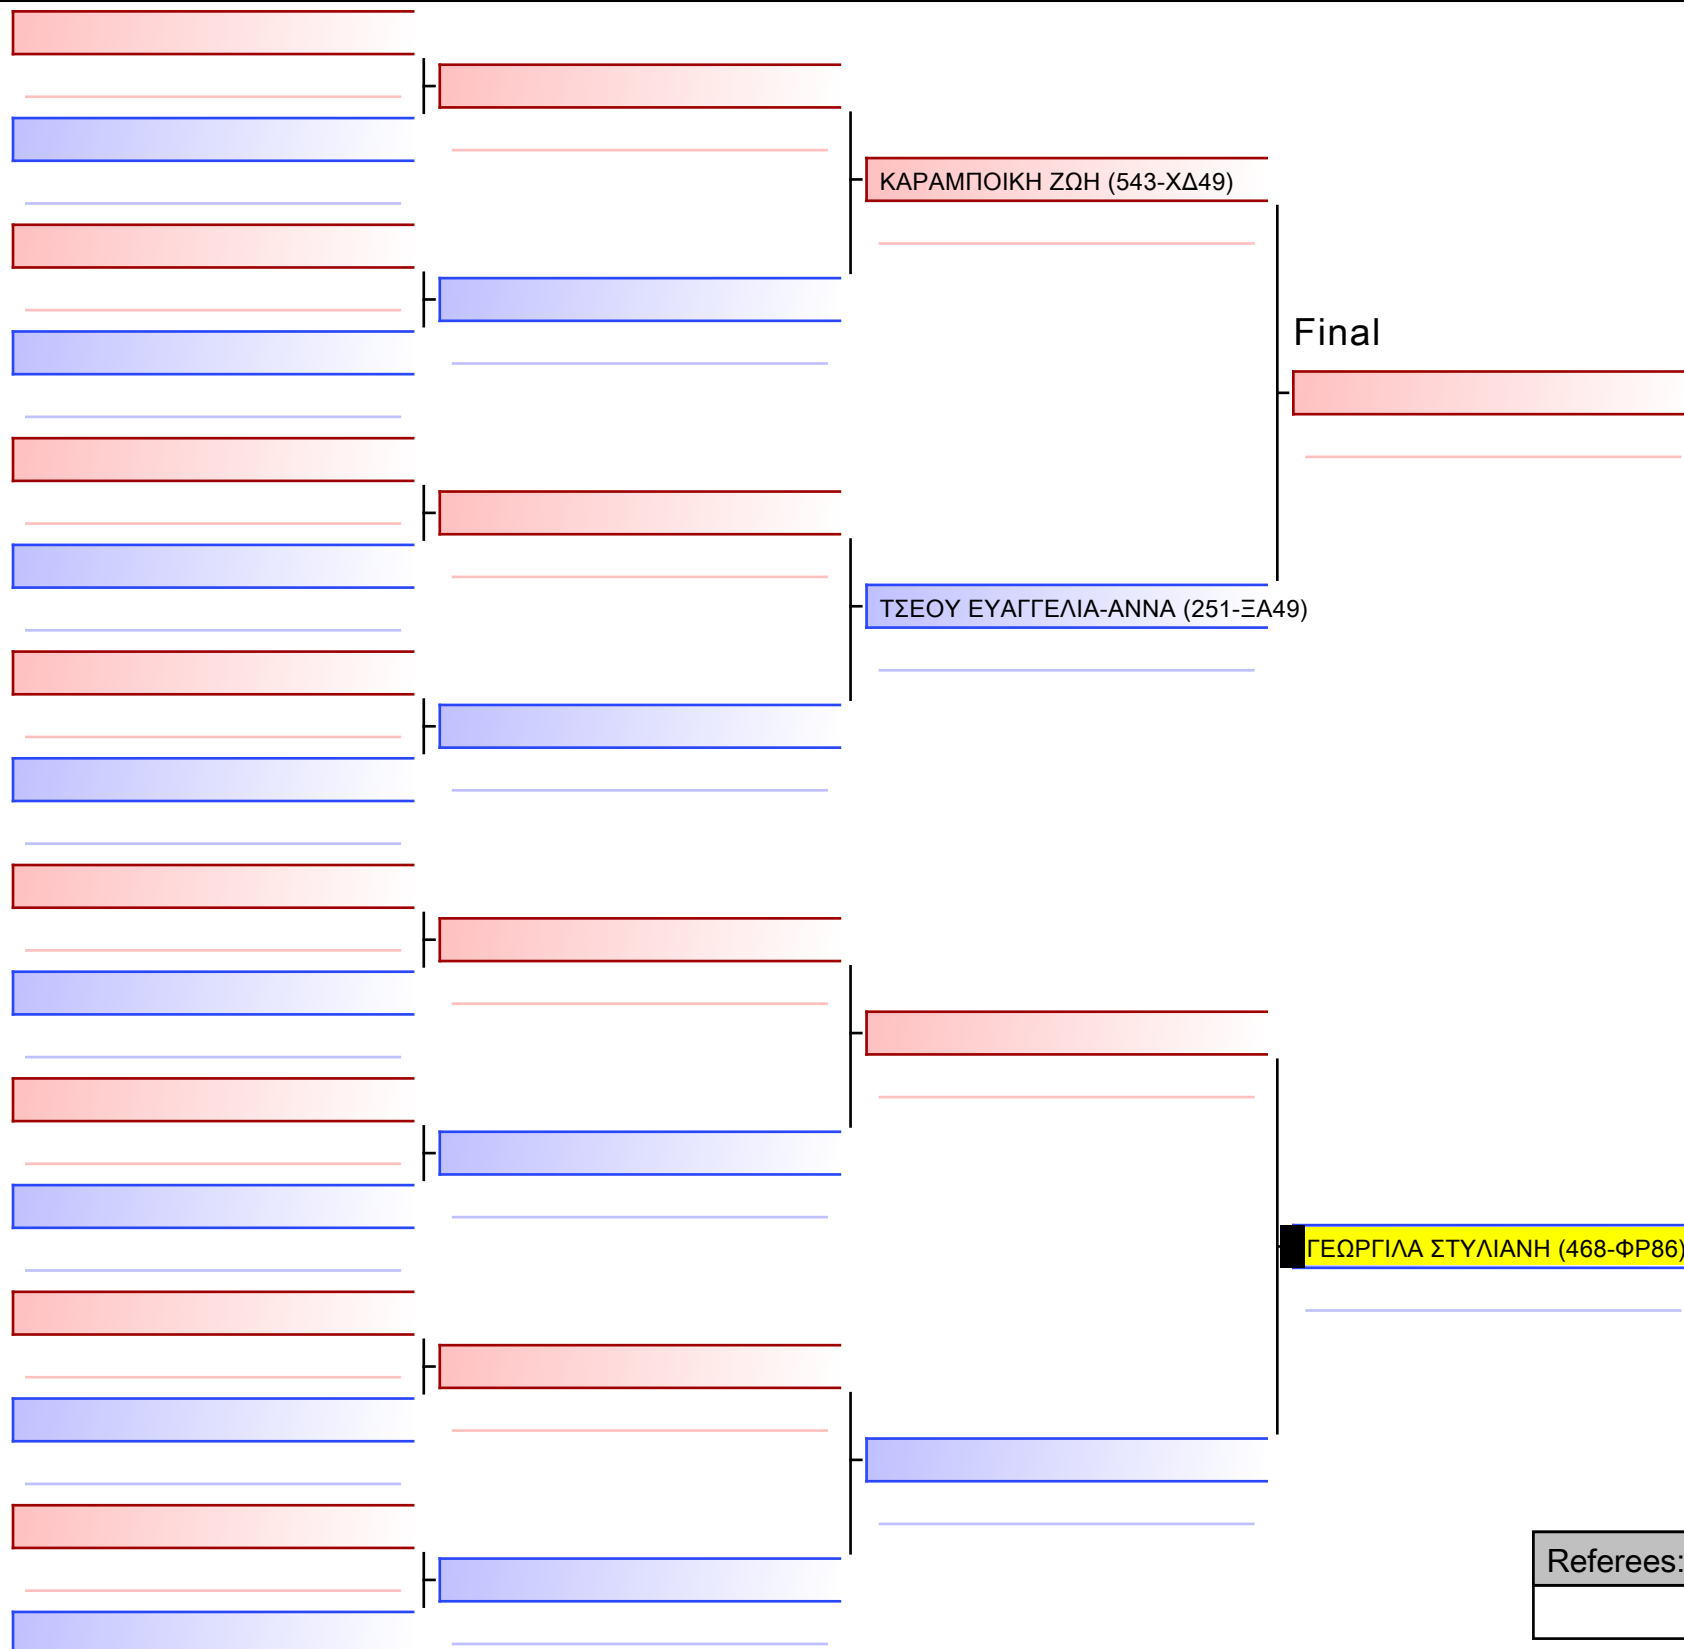 ΚΑΡΑΜΠΟΙΚΗ ΖΩΗ (543-ΧΔ49)
Final
ΤΣΕΟΥ ΕΥΑΓΓΕΛΙΑ-ΑΝΝΑ (251-ΞΑ49)
ΓΕΩΡΓΙΛΑ ΣΤΥΛΙΑΝΗ (468-ΦΡ86)
Referees: